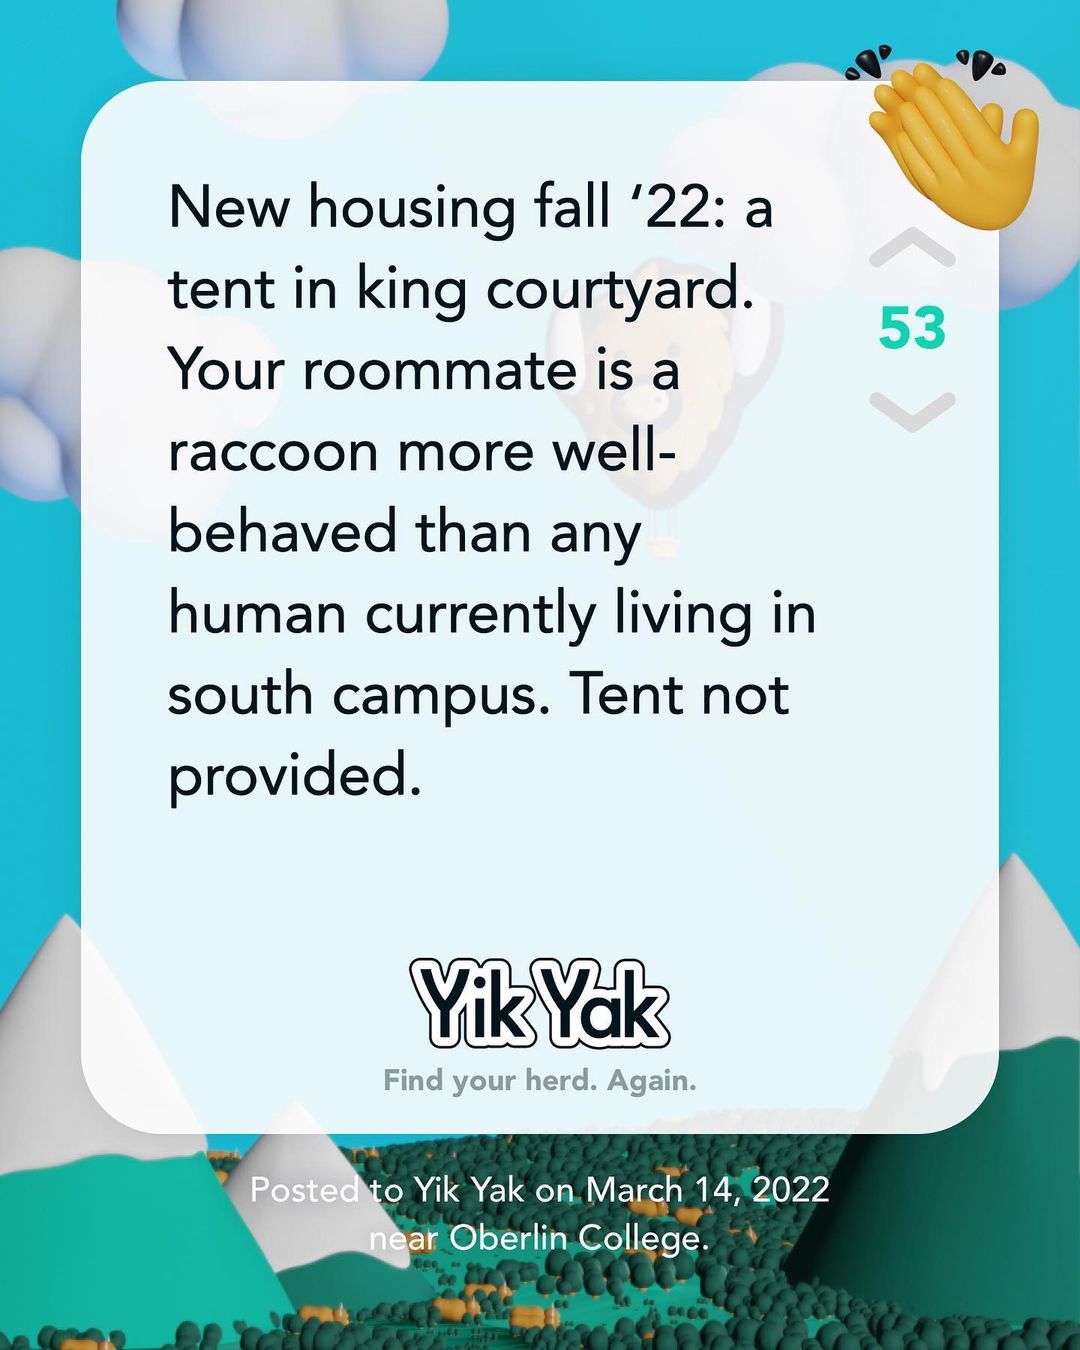 New housing fall ‘22: a
tent in king courtyard.
Your roommate is a
raccoon more well-
behaved than any
human currently living in
south campus. Tent not
provided.
53
Yik Yak
Find your herd. Again.
Posted to Yik Yak on March 14, 2022
near Oberlin College.